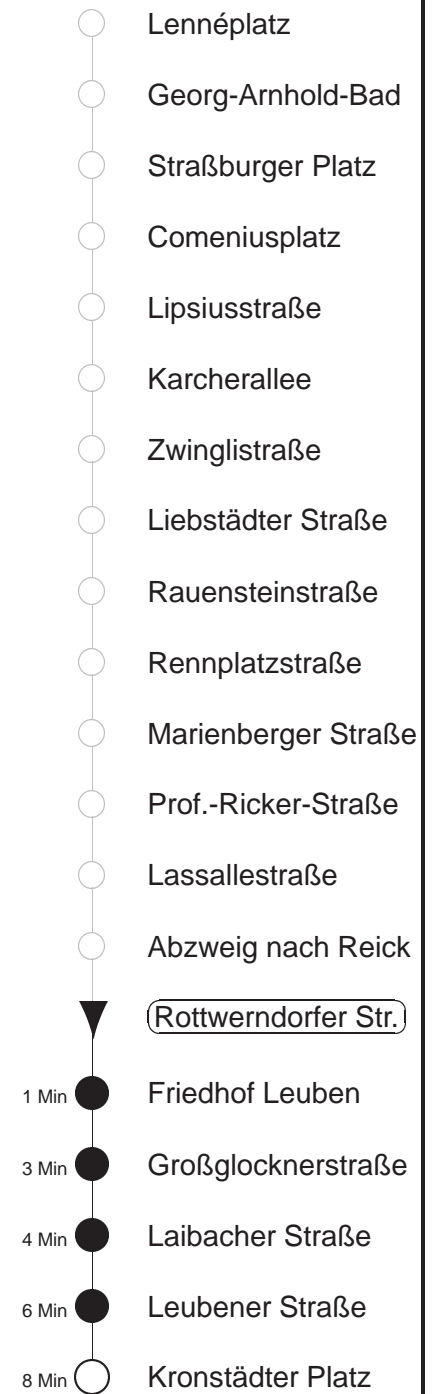 Lennéplatz
Georg-Arnhold-Bad
Straßburger Platz
Comeniusplatz
Lipsiusstraße
Karcherallee
Zwinglistraße
Liebstädter Straße
Rauensteinstraße
Rennplatzstraße
Marienberger Straße
Prof.-Ricker-Straße
Lassallestraße
Abzweig nach Reick
Rottwerndorfer Str.
1 Min Friedhof Leuben
3 Min Großglocknerstraße
4 Min Laibacher Straße
6 Min Leubener Straße
8 Min Kronstädter Platz